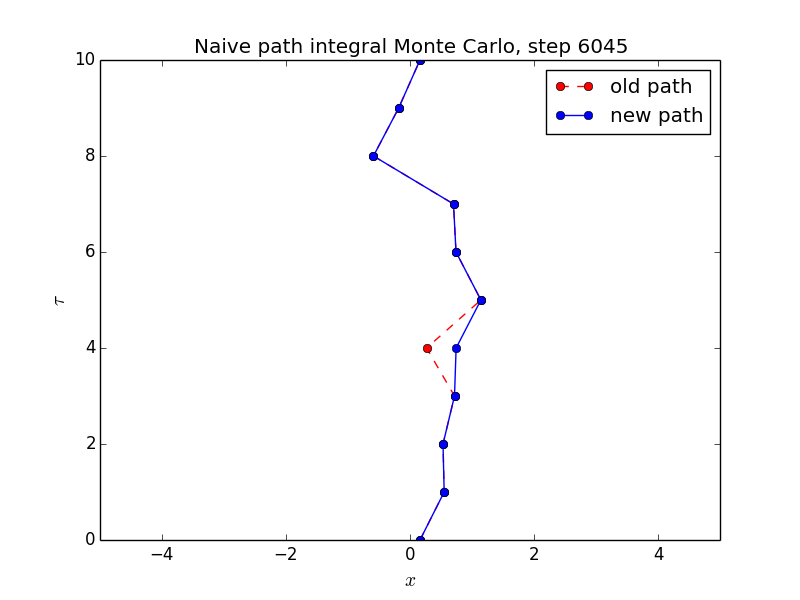 Naive path integral Monte Carlo, step 6045
10
old path
new path
8
6
τ
4
2
0
−4 −2 0 2 4
x